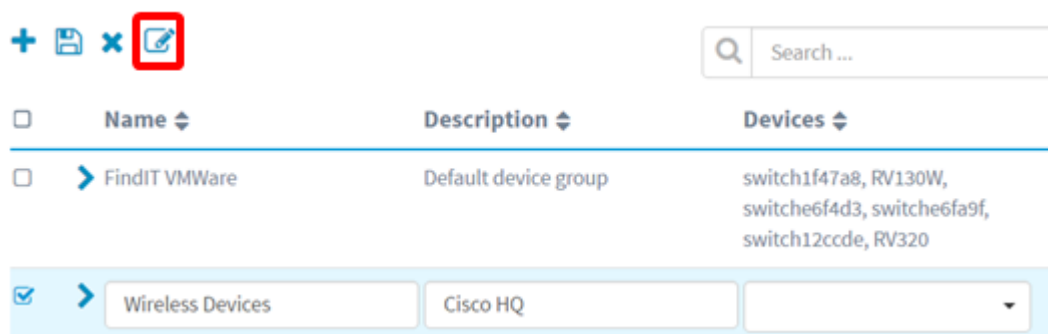 Search ...
Name Description Devices
FindIT VMWare Default device group switch1f47a8, RV130W,
switche6f4d3, switche6fa9f,
switch12ccde, RV320
Wireless Devices Cisco HQ